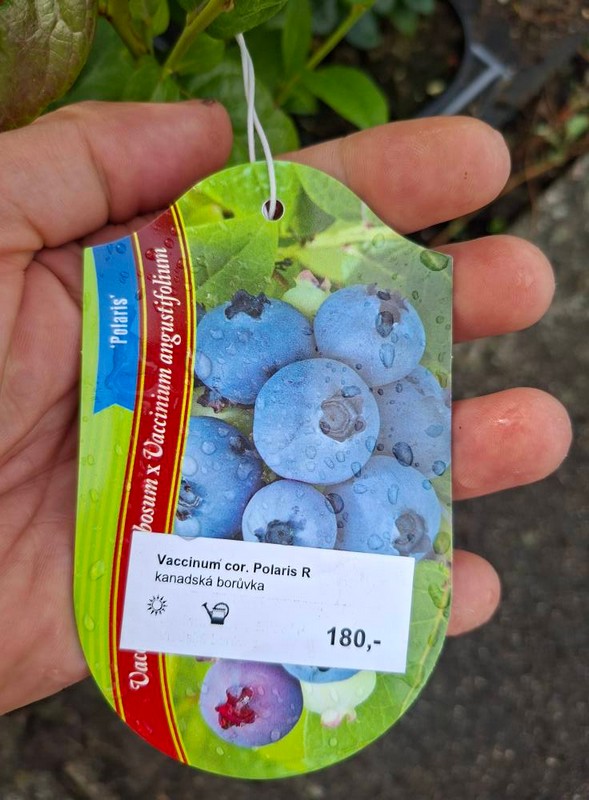 'Polaris'
bosum x Vaccinium angustifolium
Vaccinum cor. Polaris R
kanadská borůvka
180,-